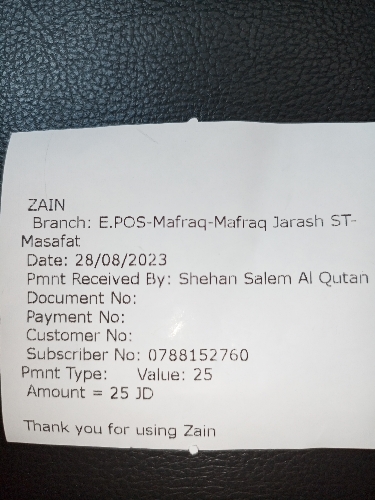 ZAIN
Branch: E.POS-Mafraq-Mafraq Jarash ST-
Masafat
Date: 28/08/2023
Pmnt Received By: Shehan Salem Al Qutan
Document No:
Payment No:
Customer No:
Subscriber No: 0788152760
Pmnt Type: Value: 25
Amount = 25 JD
Thank you for using Zain